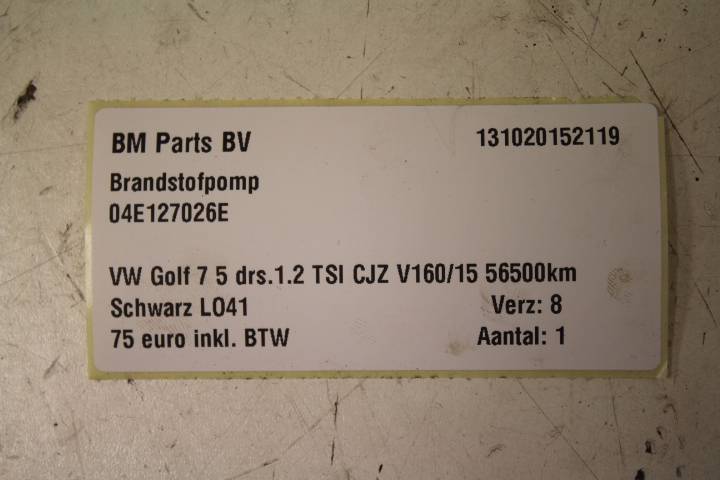 BM Parts BV 131020152119
Brandstofpomp
04E127026E
VW Golf 7 5 drs.1.2 TSI CJZ V160/15 56500km
Schwarz LO41 Verz: 8
75 euro inkl. BTW Aantal: 1